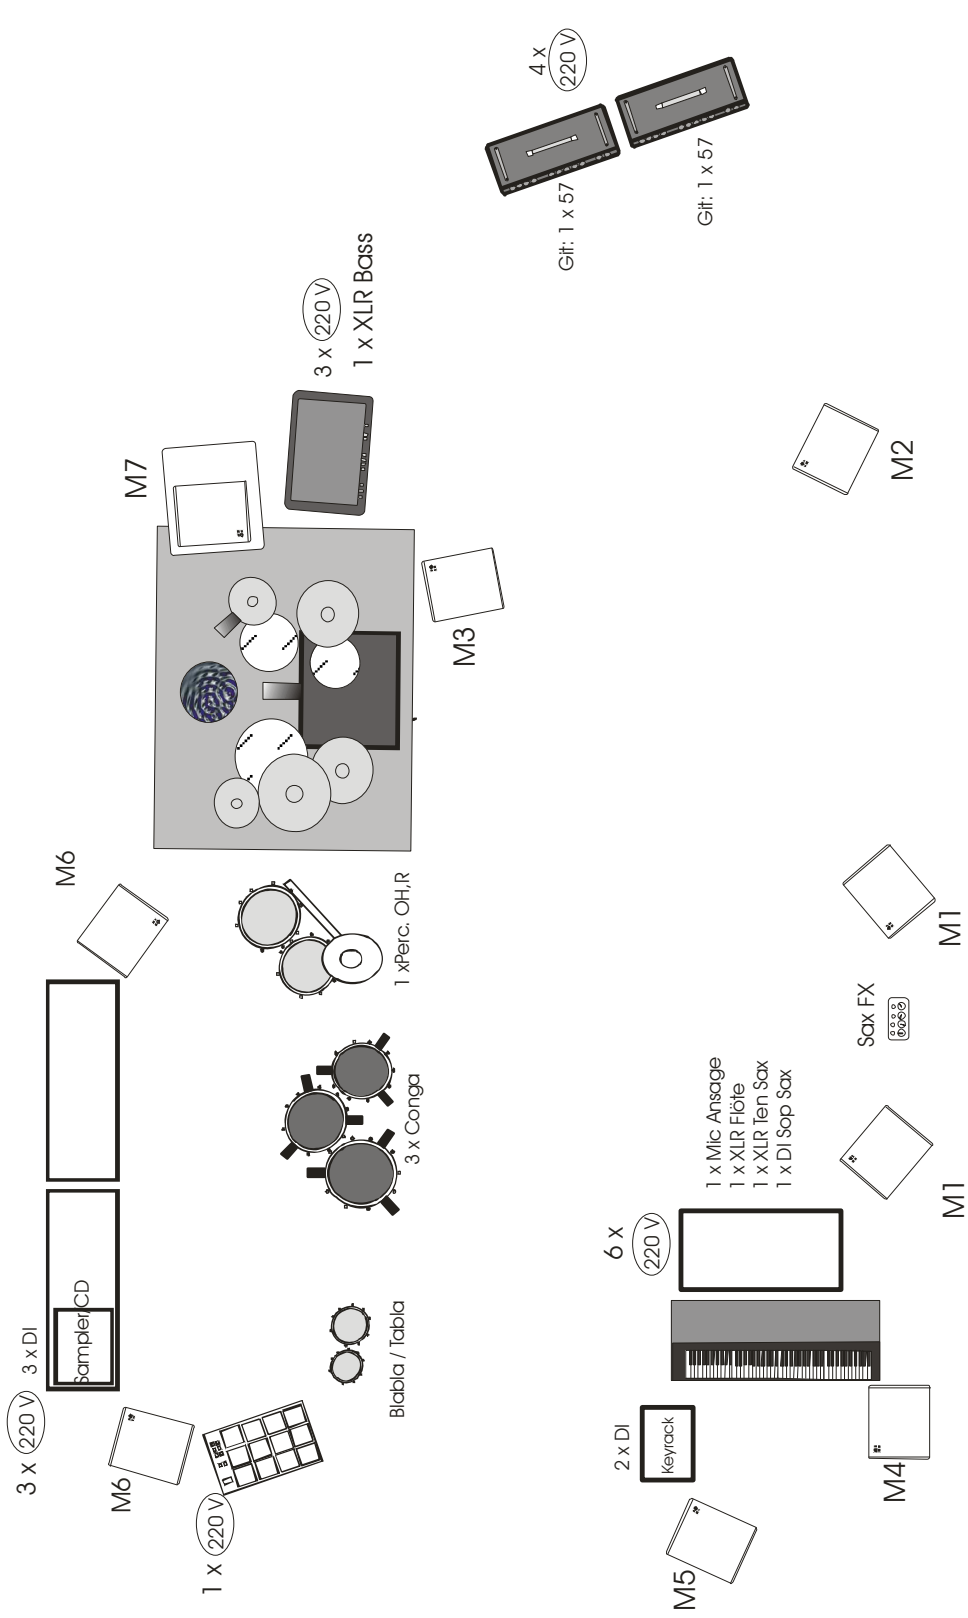 3 x 220 V
3 x DI
Sampler/CD
M6
1 x 220 V
M6
M7
3 x 220 V
1 x XLR Bass
4 x
220 V
Git: 1 x 57
Git: 1 x 57
M3
1 xPerc. OH,R
3 x Conga
Blabla / Tabla
M2
M1
Sax FX
1 x Mic Ansage
1 x XLR Flöte
1 x XLR Ten Sax
1 x DI Sop Sax
M1
6 x
220 V
2 x DI
Keyrack
M4
M5